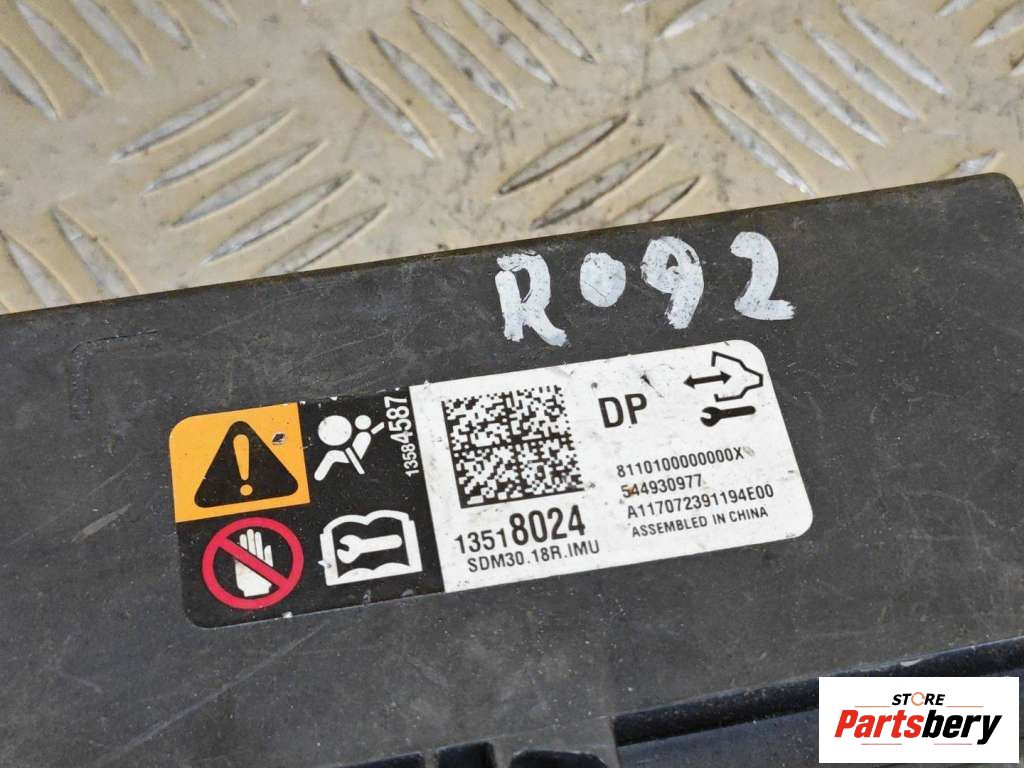 R092
13584587
DP
8110100000000X
544930977
A117072391194E00
ASSEMBLED IN CHINA
13518024
SDM30.18R.IMU
STORE
Partsbery